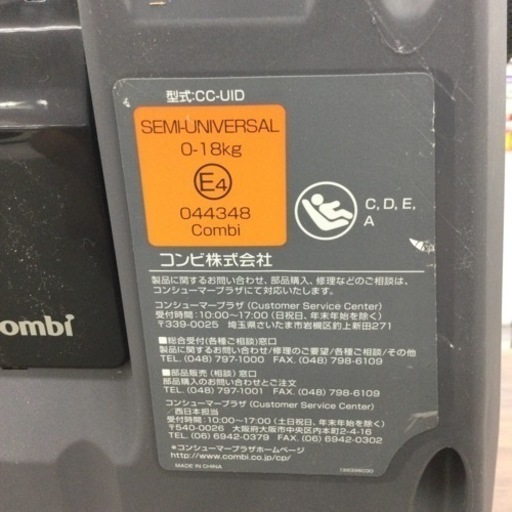 型式:CC-UID
SEMI-UNIVERSAL
0-18kg
E4
044348
Combi
C, D, E,
A
コンビ株式会社
製品に関するお問い合わせ、部品購入、修理などのご相談は、
コンシューマープラザにて対応いたします。
コンシューマープラザ (Customer Service Center)
受付時間：10:00〜17:00 (日祝日、年末年始を除く)
〒339-0025 埼玉県さいたま市岩槻区釣上新田271
■総合受付(各種ご相談)窓口
製品に関するお問い合わせ/修理のご要望/各種ご相談/その他
TEL. (048) 797-1000 FAX. (048) 798-6109
■部品販売 (相談) 窓口
部品購入のお問い合わせとご注文
TEL. (048) 797-1001 FAX. (048) 798-6109
コンシューマープラザ (Customer Service Center)
/西日本担当
受付時間：10:00〜17:00 (土・日祝日、年末年始を除く)
〒540-0026 大阪府大阪市中央区内本町2-4-16
TEL. (06) 6942-0379 FAX. (06) 6942-0302
*コンシューマープラザホームページ
http://www.combi.co.jp/cp/
MADE IN CHINA
ombi